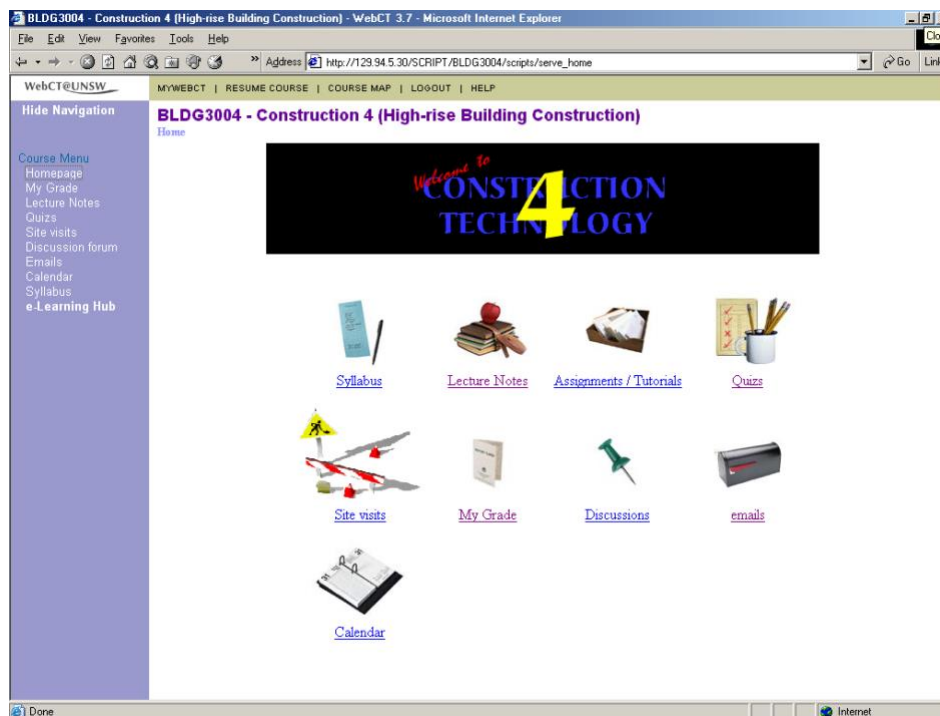 BLDG3004 - Construction 4 (High-rise Building Construction) - WebCT 3.7 - Microsoft Internet Explorer
File Edit View Favorites Tools Help
Clo
» Address http://129.94.5.30/SCRIPT/BLDG3004/scripts/serve_home Go Link
WebCT@UNSW MYWEBCT | RESUME COURSE | COURSE MAP | LOGOUT | HELP
Hide Navigation
BLDG3004 - Construction 4 (High-rise Building Construction)
Home
Welcome to
CONSTR4CTION
TECHNOLOGY
Course Menu
Homepage
My Grade
Lecture Notes
Quizs
Site visits
Discussion forum
Emails
Calendar
Syllabus
e-Learning Hub
Syllabus Lecture Notes Assignments / Tutorials Quizs
Site visits My Grade Discussions emails
Calendar
Done Internet